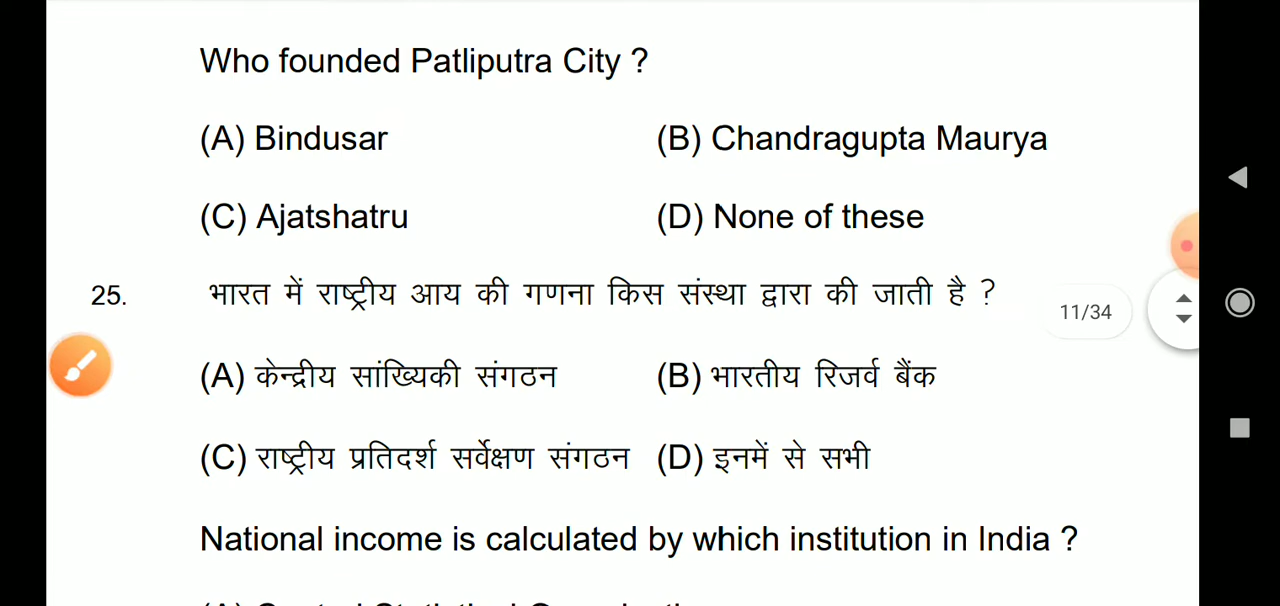 Who founded Patliputra City ?
(A) Bindusar (B) Chandragupta Maurya
(C) Ajatshatru (D) None of these
25. भारत में राष्ट्रीय आय की गणना किस संस्था द्वारा की जाती है ?
11/34
(A) केन्द्रीय सांख्यिकी संगठन (B) भारतीय रिजर्व बैंक
(C) राष्ट्रीय प्रतिदर्श सर्वेक्षण संगठन (D) इनमें से सभी
National income is calculated by which institution in India ?